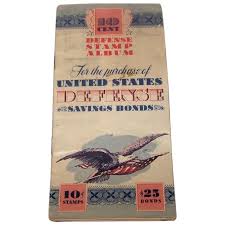 10
CENT
DEFENSE
STAMP
ALBUM
For the purchase of
UNITED STATES
DEFENSE
SAVINGS BONDS
10¢ $25
STAMPS BONDS